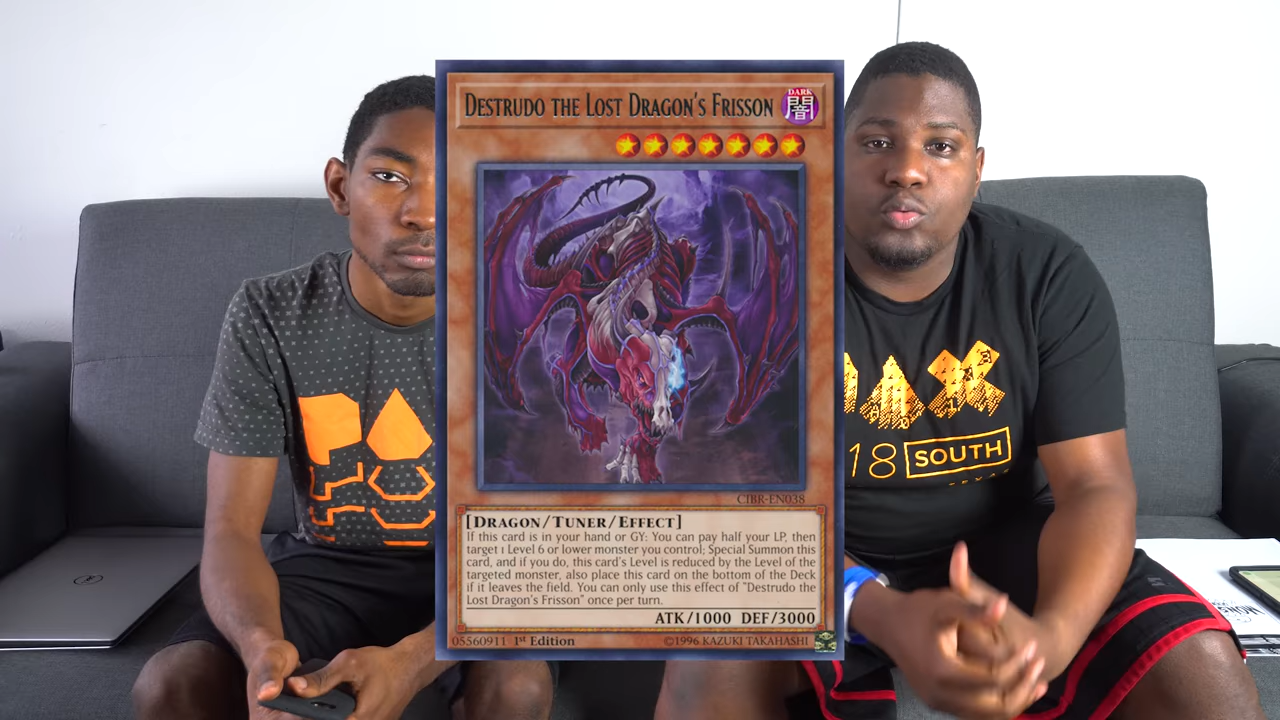 DESTRUDO THE LOST DRAGON'S FRISSON
DARK
闇
CIBR-EN038
[DRAGON/TUNER/EFFECT]
If this card is in your hand or GY: You can pay half your LP, then
target 1 Level 6 or lower monster you control; Special Summon this
card, and if you do, this card's Level is reduced by the Level of the
targeted monster, also place this card on the bottom of the Deck
if it leaves the field. You can only use this effect of "Destrudo the
Lost Dragon's Frisson" once per turn.
ATK/1000 DEF/3000
05560911 1st Edition
©1996 KAZUKI TAKAHASHI
18
SOUTH
DELL